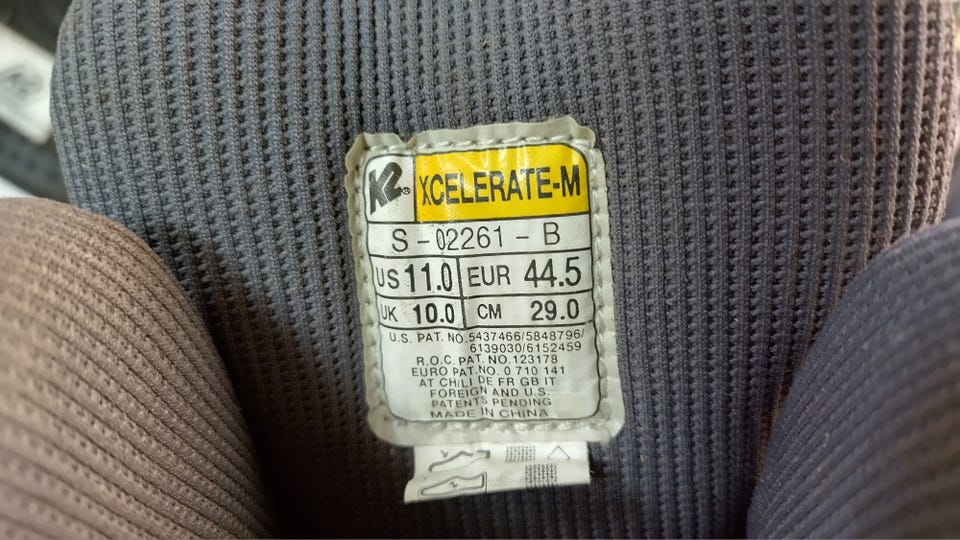 K2® XCELERATE-M
S - 02261 - B
US 11.0 EUR 44.5
UK 10.0 CM 29.0
U.S. PAT. NO. 5437466/5848796/
6139030/6152459
R.O.C. PAT. NO. 123178
EURO PAT. NO. 0 710 141
AT CH/LI DE FR GB IT
FOREIGN AND U.S.
PATENTS PENDING
MADE IN CHINA